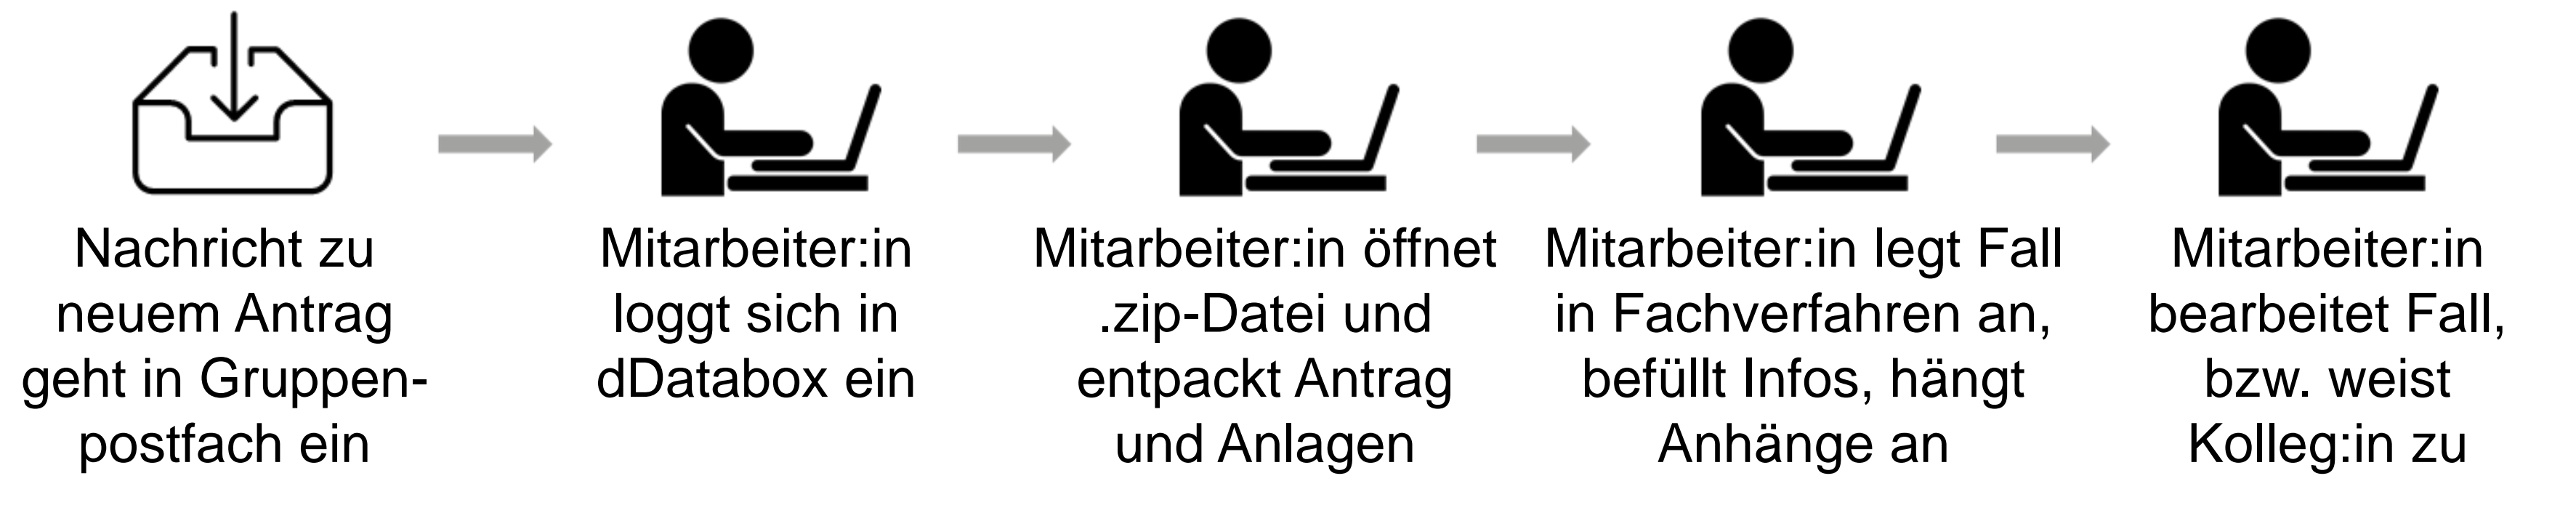 Nachricht zu
neuem Antrag
geht in Gruppen-
postfach ein
Mitarbeiter:in
loggt sich in
dDatabox ein
Mitarbeiter:in öffnet
.zip-Datei und
entpackt Antrag
und Anlagen
Mitarbeiter:in legt Fall
in Fachverfahren an,
befüllt Infos, hängt
Anhänge an
Mitarbeiter:in
bearbeitet Fall,
bzw. weist
Kolleg:in zu